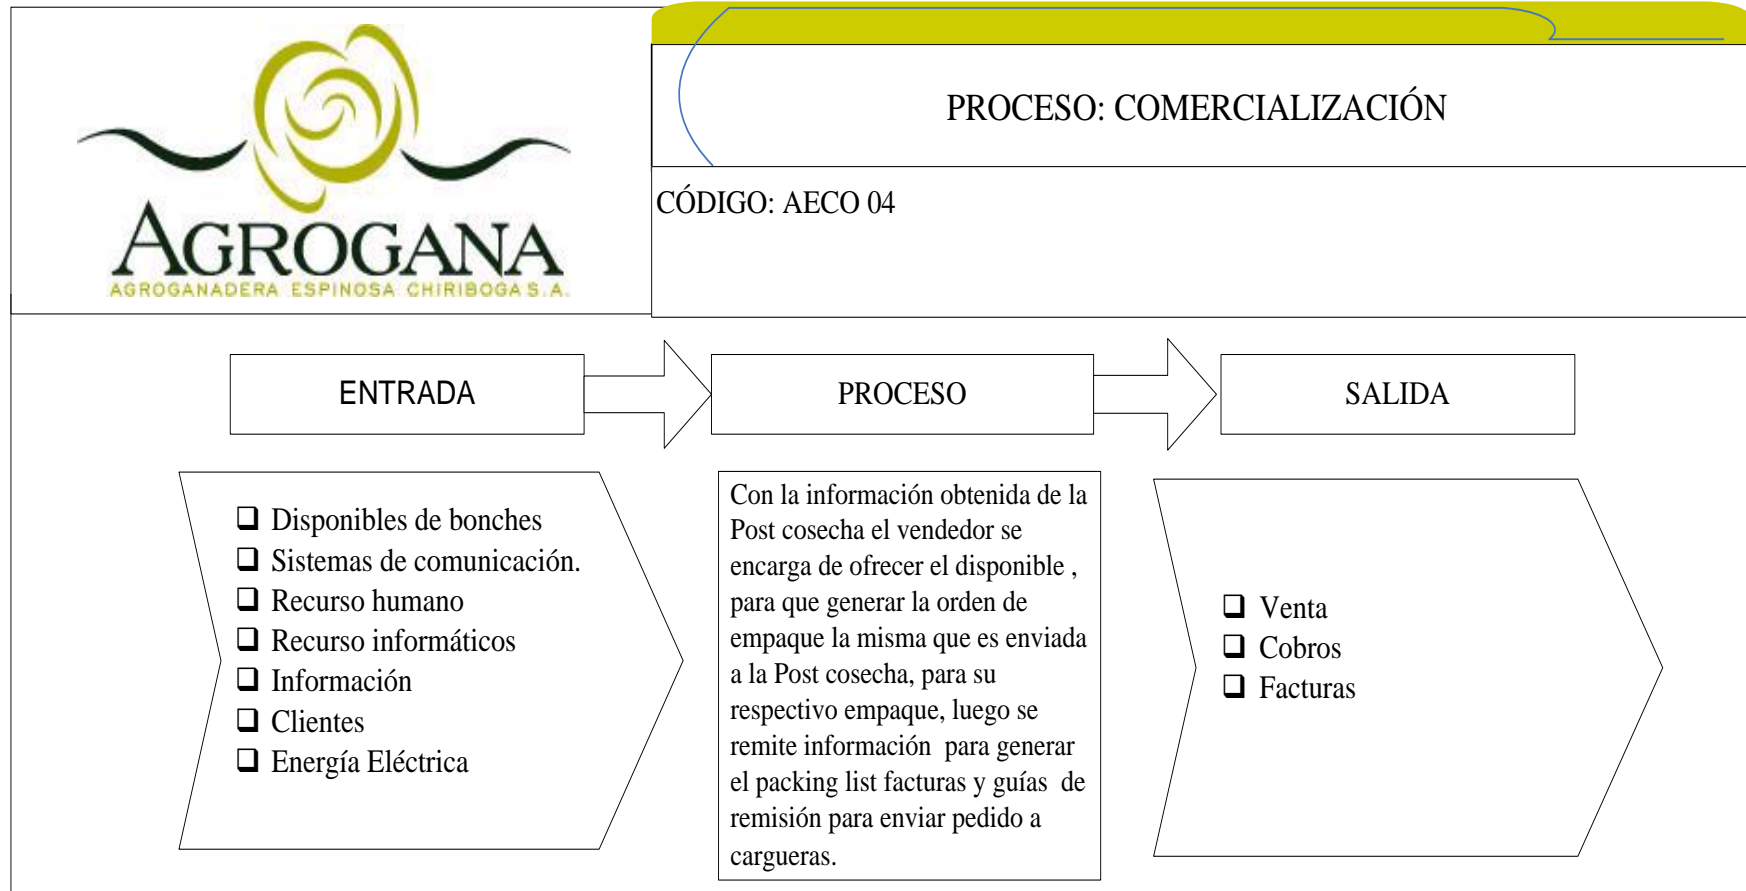 AGROGANA
AGROGANADERA ESPINOSA CHIRIBOGA S.A.
PROCESO: COMERCIALIZACIÓN
CÓDIGO: AECO 04
ENTRADA
PROCESO
SALIDA
Disponibles de bonches
Sistemas de comunicación.
Recurso humano
Recurso informáticos
Información
Clientes
Energía Eléctrica
Con la información obtenida de la
Post cosecha el vendedor se
encarga de ofrecer el disponible ,
para que generar la orden de
empaque la misma que es enviada
a la Post cosecha, para su
respectivo empaque, luego se
remite información  para generar
el packing list facturas y guías  de
remisión para enviar pedido a
cargueras.
Venta
Cobros
Facturas